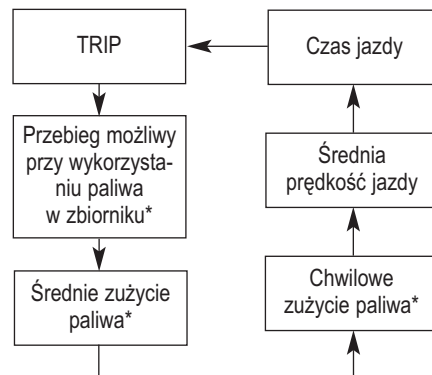 TRIP
Przebieg możliwy
przy wykorzysta-
niu paliwa
w zbiorniku*
Średnie zużycie
paliwa*
Chwilowe
zużycie paliwa*
Średnia
prędkość jazdy
Czas jazdy